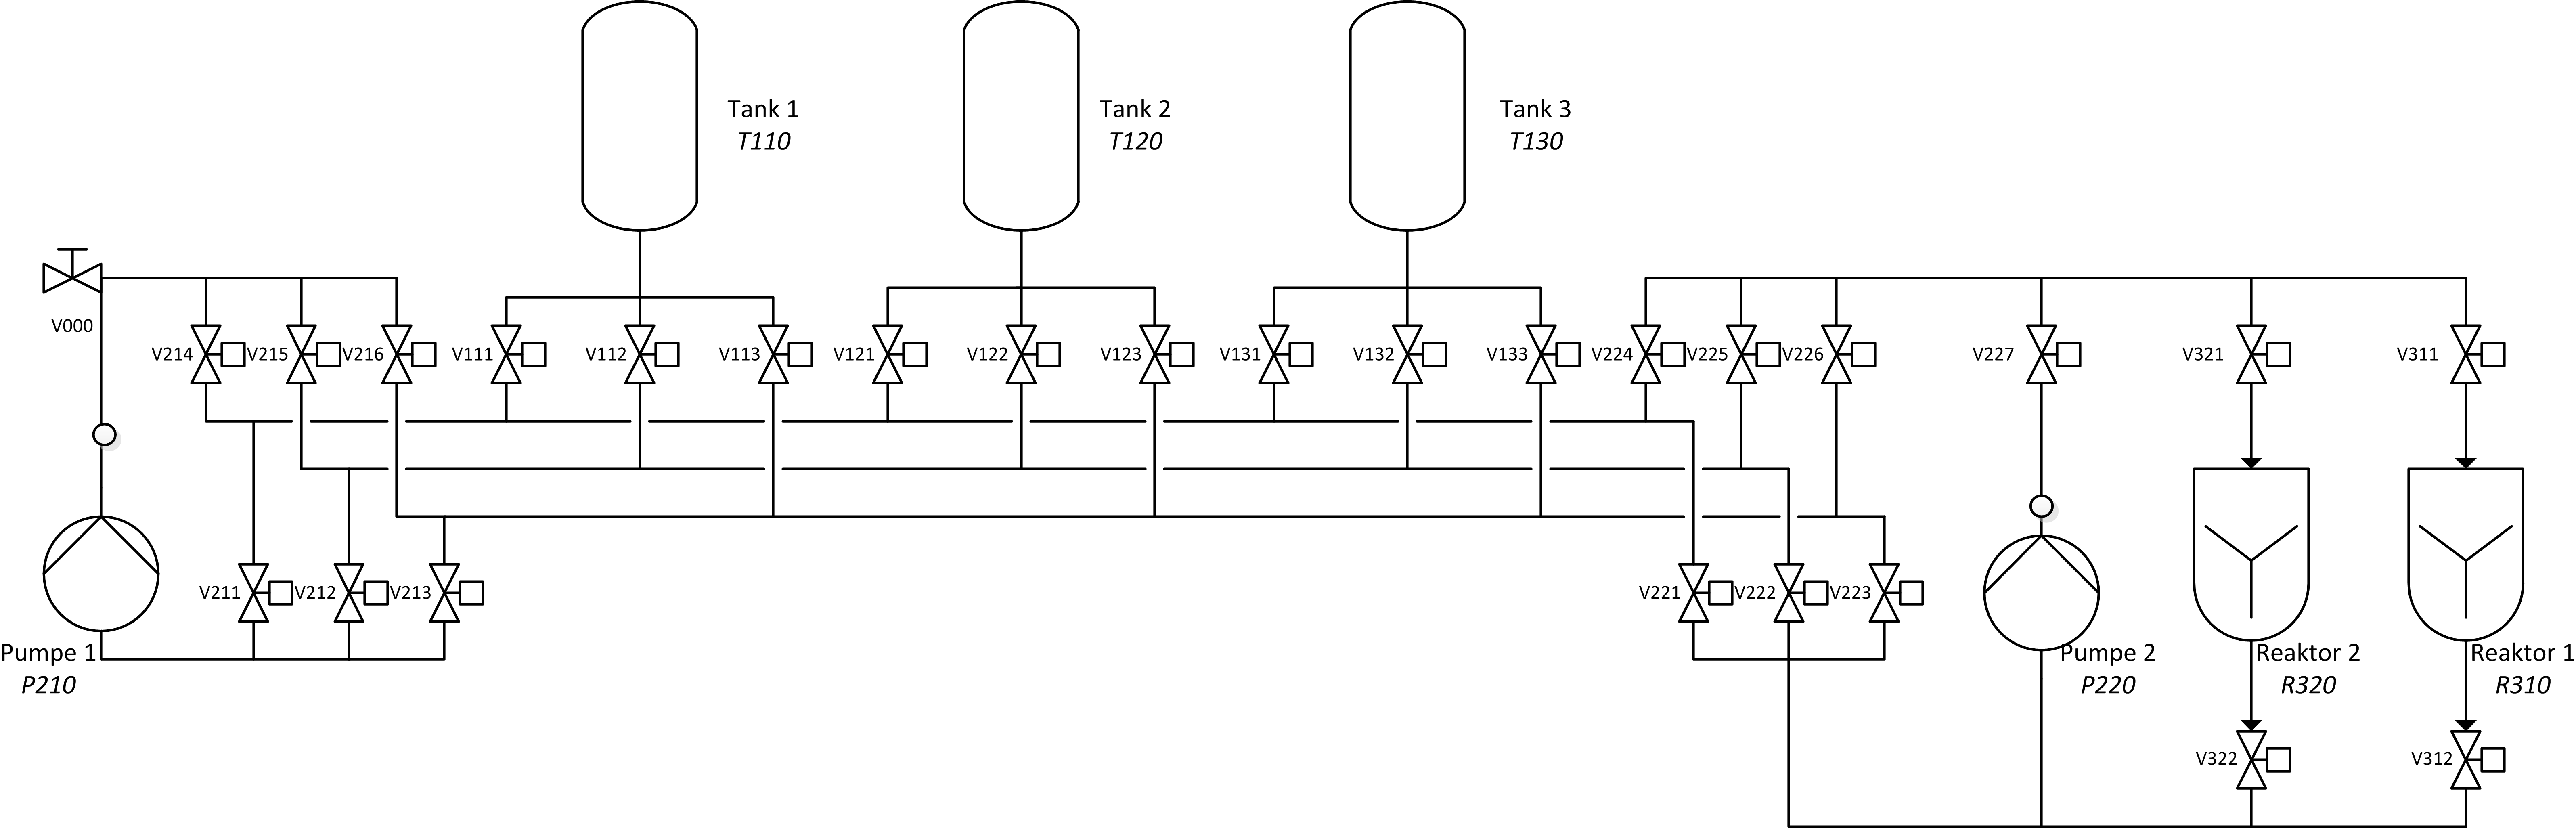 Tank 1
T110
Tank 2
T120
Tank 3
T130
V000
V214
V215
V216
V111
V112
V113
V121
V122
V123
V131
V132
V133
V224
V225
V226
V227
V321
V311
V211
V212
V213
V221
V222
V223
Pumpe 1
P210
Pumpe 2
P220
Reaktor 2
R320
Reaktor 1
R310
V322
V312